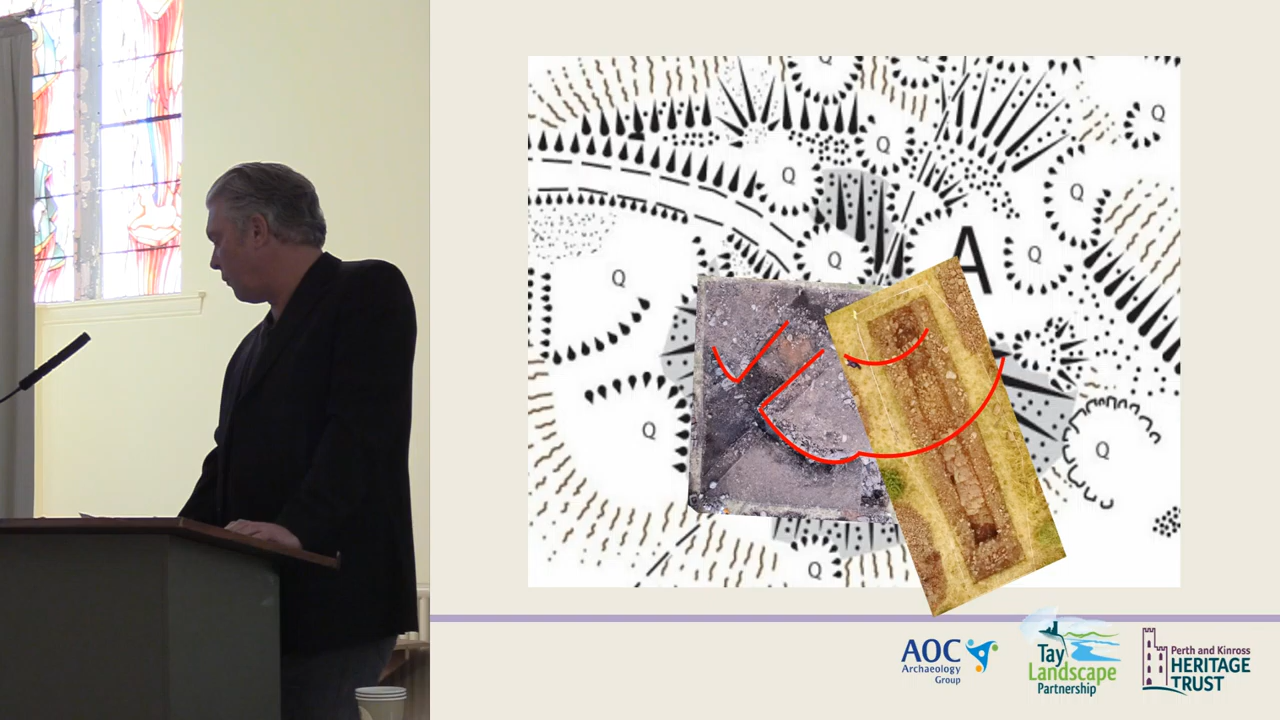 Q
Q
Q
Q
Q
Q
Q
A
Q
Q
Q
Q
Q
Q
AOC
Archaeology
Group
Tay
Landscape
Partnership
Perth and Kinross
HERITAGE
TRUST